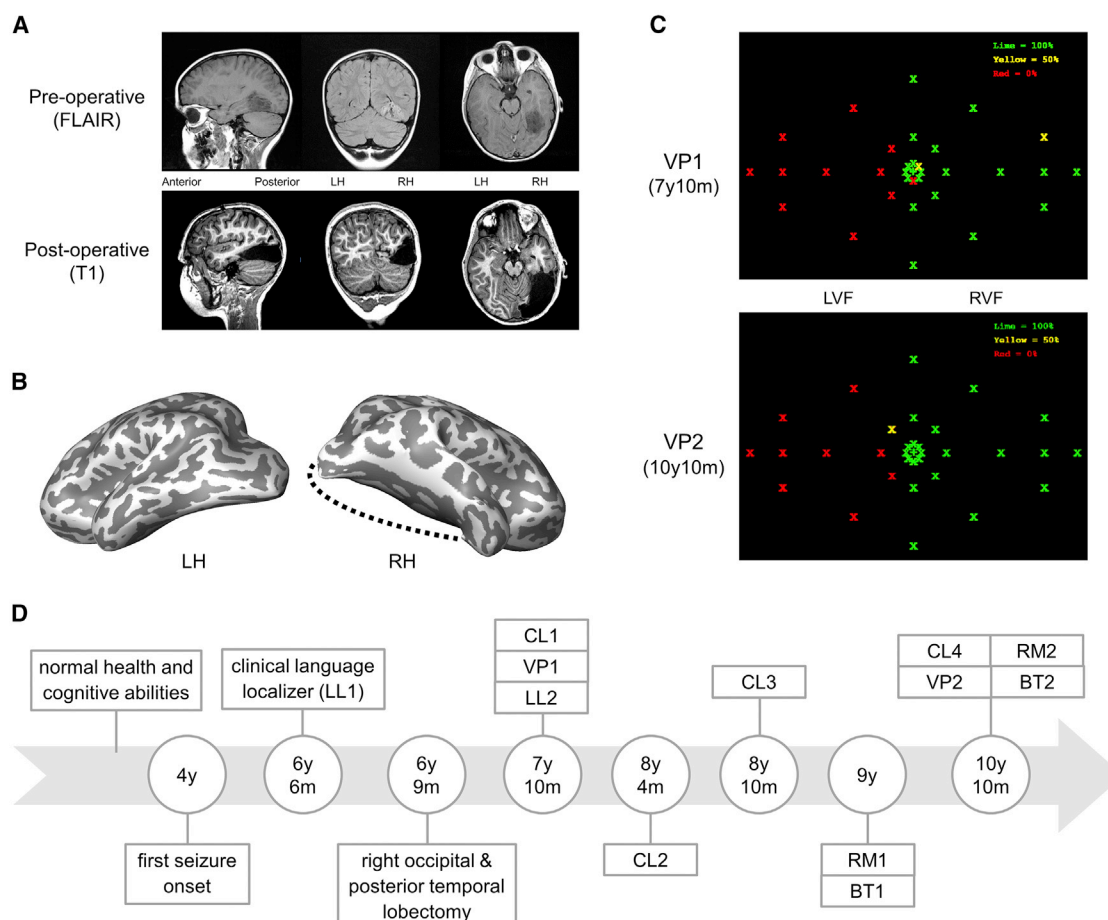 A
Pre-operative
(FLAIR)
Anterior
Posterior
LH
RH
LH
RH
Post-operative
(T1)
B
LH
RH
C
VP1
(7y10m)
Lime = 100%
Yellow = 50%
Red = 0%
LVF
RVF
VP2
(10y10m)
Lime = 100%
Yellow = 50%
Red = 0%
D
normal health and
cognitive abilities
clinical language
localizer (LL1)
CL1
VP1
LL2
CL3
CL4
RM2
VP2
BT2
4y
6y
6m
6y
9m
7y
10m
8y
4m
8y
10m
9y
10y
10m
first seizure
onset
right occipital &
posterior temporal
lobectomy
CL2
RM1
BT1